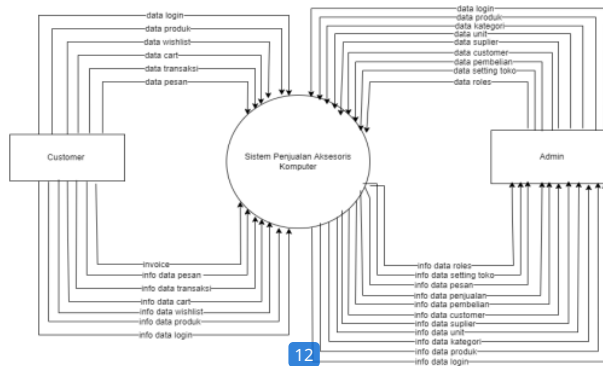 data login
data produk
data wishlist
data cart
data transaksi
data pesan
data login
data produk
data kategori
data unit
data suplier
data customer
data pembelian
data setting toko
data roles
Customer
Sistem Penjualan Aksesoris
Komputer
Admin
invoice
info data pesan
info data transaksi
info data cart
info data wishlist
info data produk
info data login
info data roles
info data setting toko
info data pesan
info data penjualan
info data pembelian
info data customer
info data suplier
info data unit
info data kategori
info data produk
info data login
12